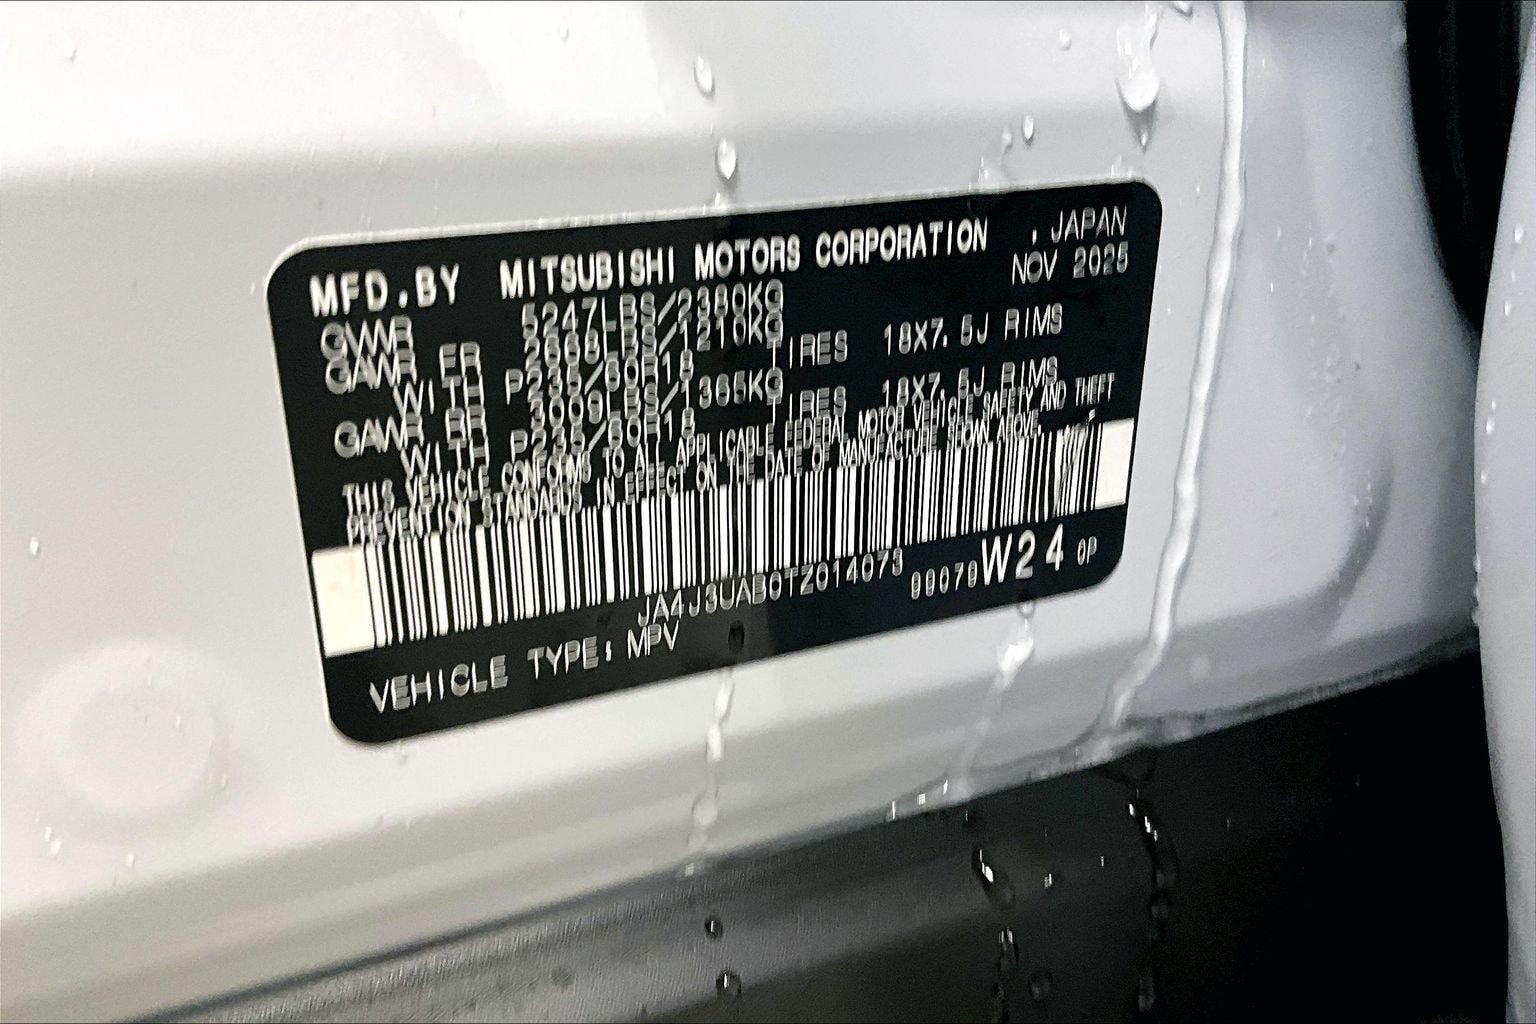 MFD.BY MITSUBISHI MOTORS CORPORATION , JAPAN
NOV 2025
GVWR 5247LBS/2380KG
GAWR FR 2668LBS/1210KG
WITH P235/60R18 TIRES 18X7.5J RIMS
GAWR RR 3009LBS/1365KG
WITH P235/60R18 TIRES 18X7.5J RIMS
THIS VEHICLE CONFORMS TO ALL APPLICABLE FEDERAL MOTOR VEHICLE SAFETY AND THEFT
PREVENTION STANDARDS IN EFFECT ON THE DATE OF MANUFACTURE SHOWN ABOVE.
JA4J3UAB0TZ014073
W24 0P
VEHICLE TYPE: MPV